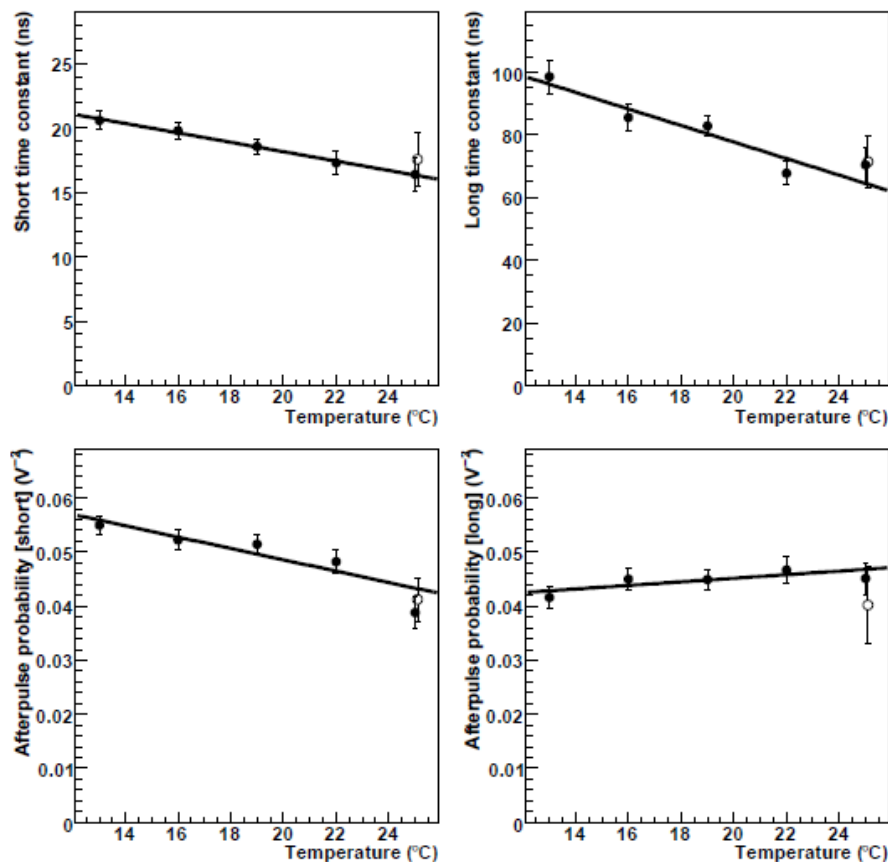 Short time constant (ns)
25
20
15
10
5
0
14 16 18 20 22 24
Temperature (°C)
Long time constant (ns)
100
80
60
40
20
0
14 16 18 20 22 24
Temperature (°C)
Afterpulse probability [short] (V⁻²)
0.06
0.05
0.04
0.03
0.02
0.01
0
14 16 18 20 22 24
Temperature (°C)
Afterpulse probability [long] (V⁻²)
0.06
0.05
0.04
0.03
0.02
0.01
0
14 16 18 20 22 24
Temperature (°C)